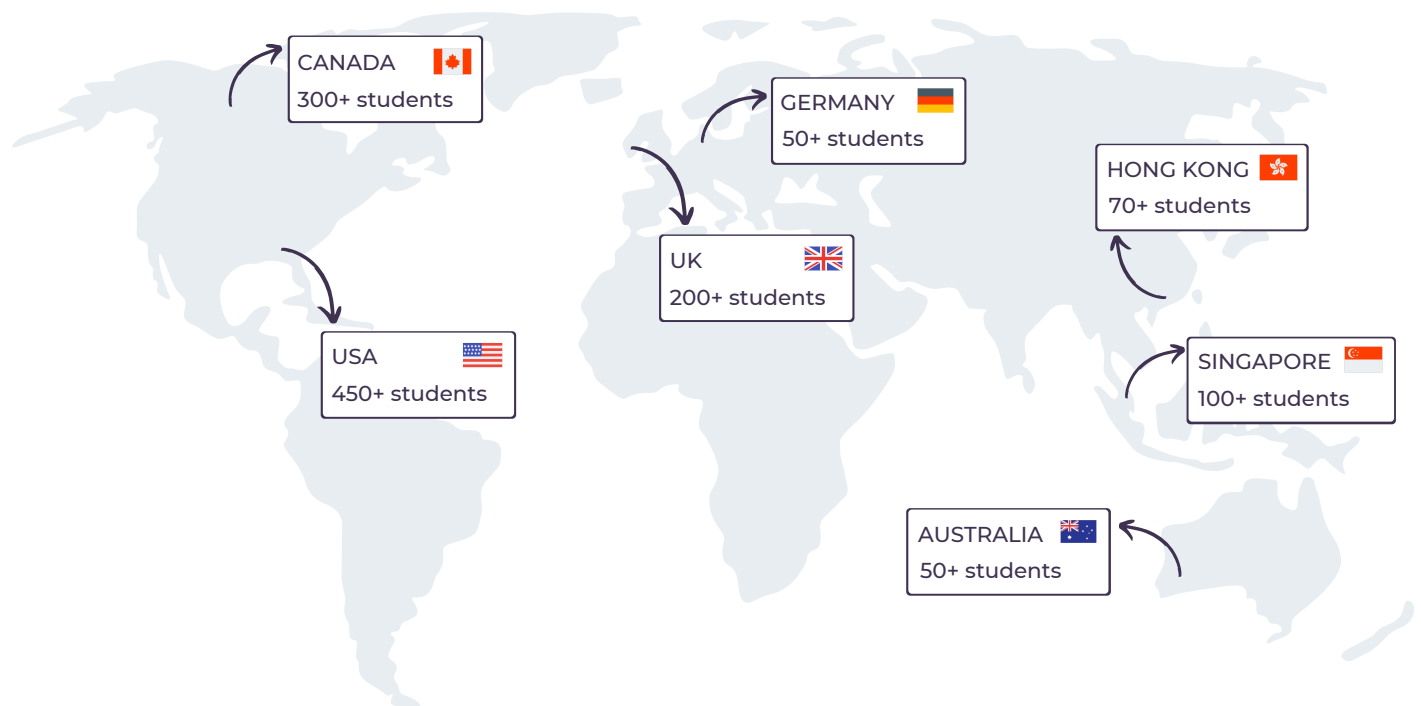 CANADA
300+ students
GERMANY
50+ students
HONG KONG
70+ students
UK
200+ students
USA
450+ students
SINGAPORE
100+ students
AUSTRALIA
50+ students